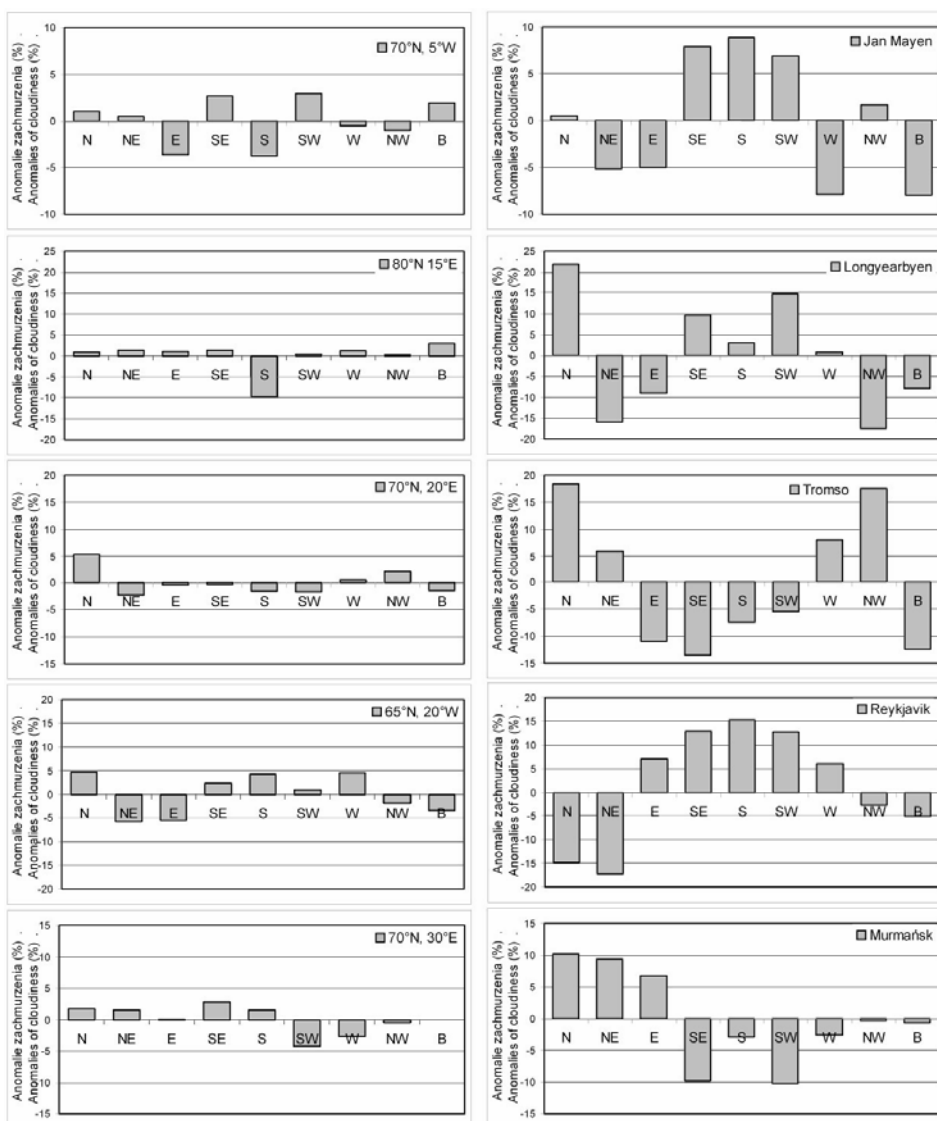 Anomalie zachmurzenia (%) .
Anomalies of cloudiness (%) .
10
5
0
-5
-10
70°N, 5°W
N NE E SE S SW W NW B
Anomalie zachmurzenia (%) .
Anomalies of cloudiness (%) .
10
5
0
-5
-10
Jan Mayen
N NE E SE S SW W NW B
Anomalie zachmurzenia (%) .
Anomalies of cloudiness (%) .
25
20
15
10
5
0
-5
-10
-15
-20
80°N 15°E
N NE E SE S SW W NW B
Anomalie zachmurzenia (%) .
Anomalies of cloudiness (%) .
25
20
15
10
5
0
-5
-10
-15
-20
Longyearbyen
N NE E SE S SW W NW B
Anomalie zachmurzenia (%) .
Anomalies of cloudiness (%) .
20
15
10
5
0
-5
-10
-15
70°N, 20°E
N NE E SE S SW W NW B
Anomalie zachmurzenia (%) .
Anomalies of cloudiness (%) .
20
15
10
5
0
-5
-10
-15
Tromso
N NE E SE S SW W NW B
Anomalie zachmurzenia (%) .
Anomalies of cloudiness (%) .
20
15
10
5
0
-5
-10
-15
-20
65°N, 20°W
N NE E SE S SW W NW B
Anomalie zachmurzenia (%) .
Anomalies of cloudiness (%) .
20
15
10
5
0
-5
-10
-15
-20
Reykjavik
N NE E SE S SW W NW B
Anomalie zachmurzenia (%) .
Anomalies of cloudiness (%) .
15
10
5
0
-5
-10
-15
70°N, 30°E
N NE E SE S SW W NW B
Anomalie zachmurzenia (%) .
Anomalies of cloudiness (%) .
15
10
5
0
-5
-10
-15
Murmańsk
N NE E SE S SW W NW B